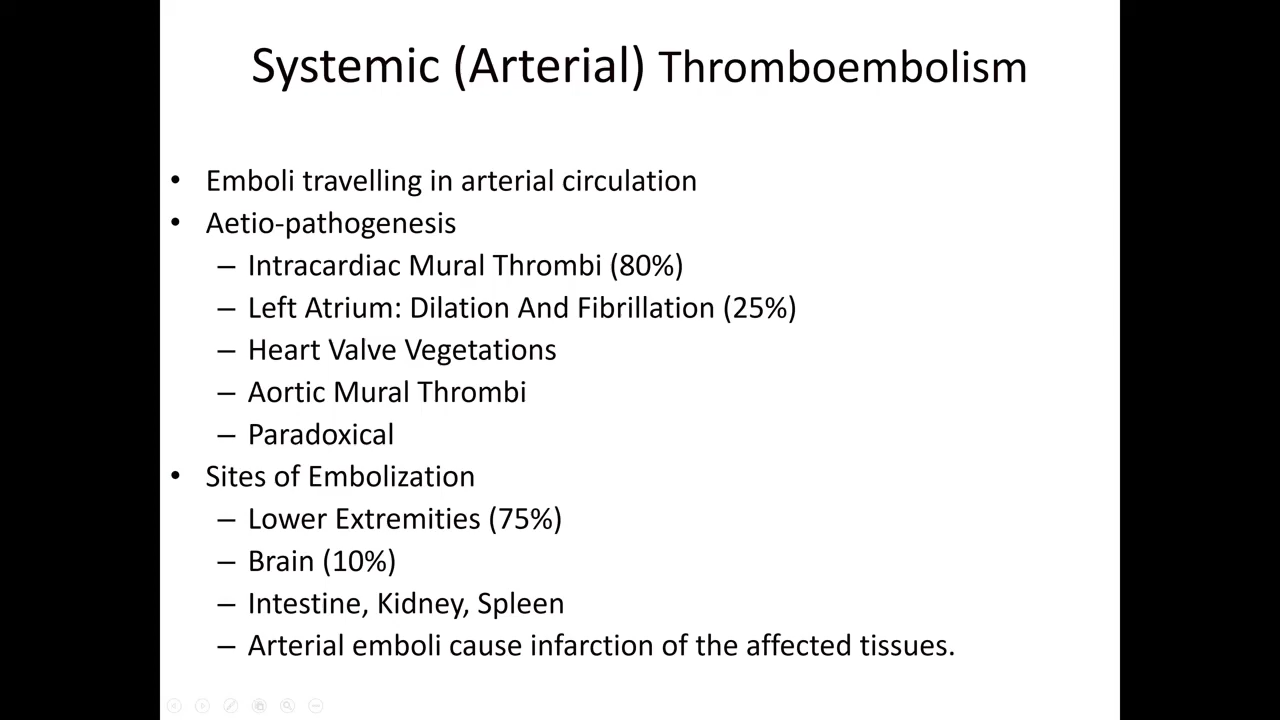 Systemic (Arterial) Thromboembolism
• Emboli travelling in arterial circulation
• Aetio-pathogenesis
– Intracardiac Mural Thrombi (80%)
– Left Atrium: Dilation And Fibrillation (25%)
– Heart Valve Vegetations
– Aortic Mural Thrombi
– Paradoxical
• Sites of Embolization
– Lower Extremities (75%)
– Brain (10%)
– Intestine, Kidney, Spleen
– Arterial emboli cause infarction of the affected tissues.